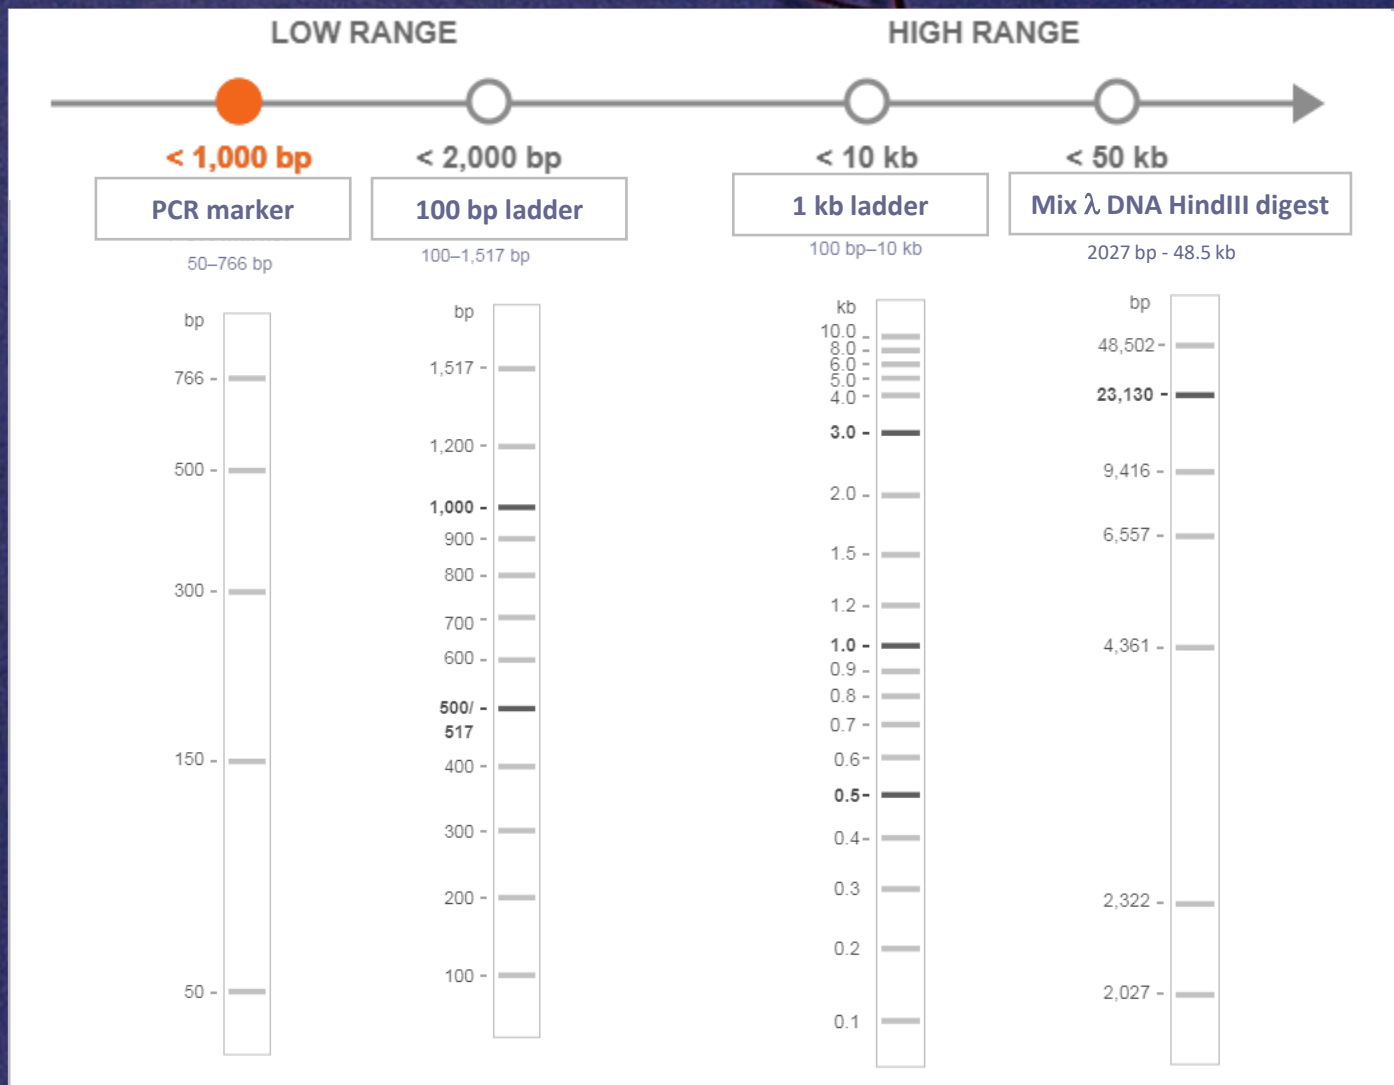 LOW RANGE
HIGH RANGE
< 1,000 bp
< 2,000 bp
< 10 kb
< 50 kb
PCR marker
100 bp ladder
1 kb ladder
Mix λ DNA HindIII digest
50–766 bp
100–1,517 bp
100 bp–10 kb
2027 bp - 48.5 kb
bp
766 -
500 -
300 -
150 -
50 -
bp
1,517 -
1,200 -
1,000 -
900 -
800 -
700 -
600 -
500/ -
517
400 -
300 -
200 -
100 -
kb
10.0 -
8.0 -
6.0 -
5.0 -
4.0 -
3.0 -
2.0 -
1.5 -
1.2 -
1.0 -
0.9 -
0.8 -
0.7 -
0.6 -
0.5 -
0.4 -
0.3 -
0.2 -
0.1 -
bp
48,502 -
23,130 -
9,416 -
6,557 -
4,361 -
2,322 -
2,027 -